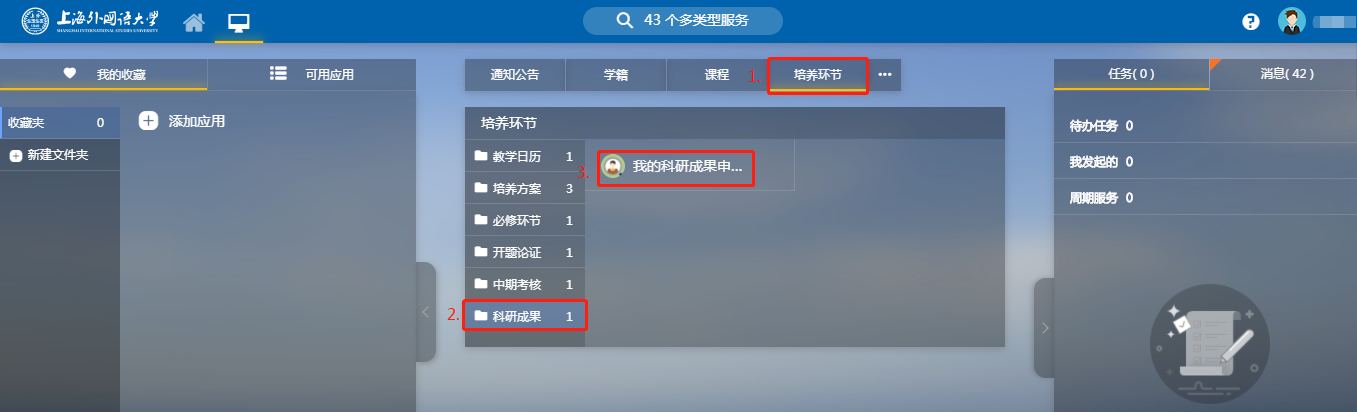 上海外国语大学
SHANGHAI INTERNATIONAL STUDIES UNIVERSITY
43 个多类型服务
我的收藏
可用应用
收藏夹 0
添加应用
新建文件夹
通知公告
学籍
课程
1.
培养环节
•••
培养环节
教学日历 1
培养方案 3
必修环节 1
开题论证 1
中期考核 1
2.
科研成果 1
3.
我的科研成果申...
任务( 0 )
消息( 42 )
待办任务 0
我发起的 0
周期服务 0